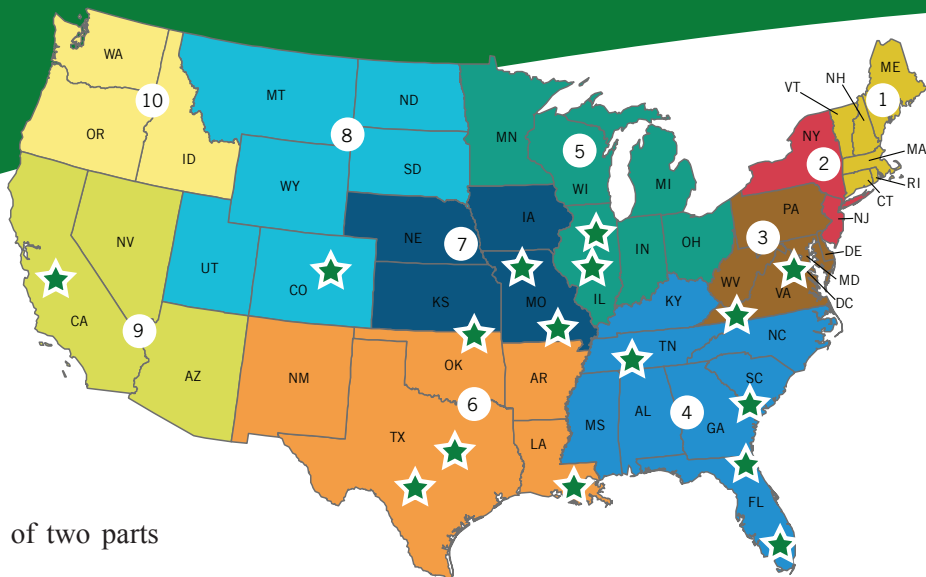 WA
MT
ND
MN
ME
NH
VT
1
10
OR
ID
8
5
NY
2
MA
RI
CT
WY
SD
WI
MI
PA
NJ
IA
NE
7
NV
UT
CO
IN
OH
3
DE
MD
WV
VA
DC
KS
MO
IL
KY
CA
9
AZ
NM
OK
AR
TN
NC
SC
6
TX
LA
MS
AL
4
GA
FL
of two parts